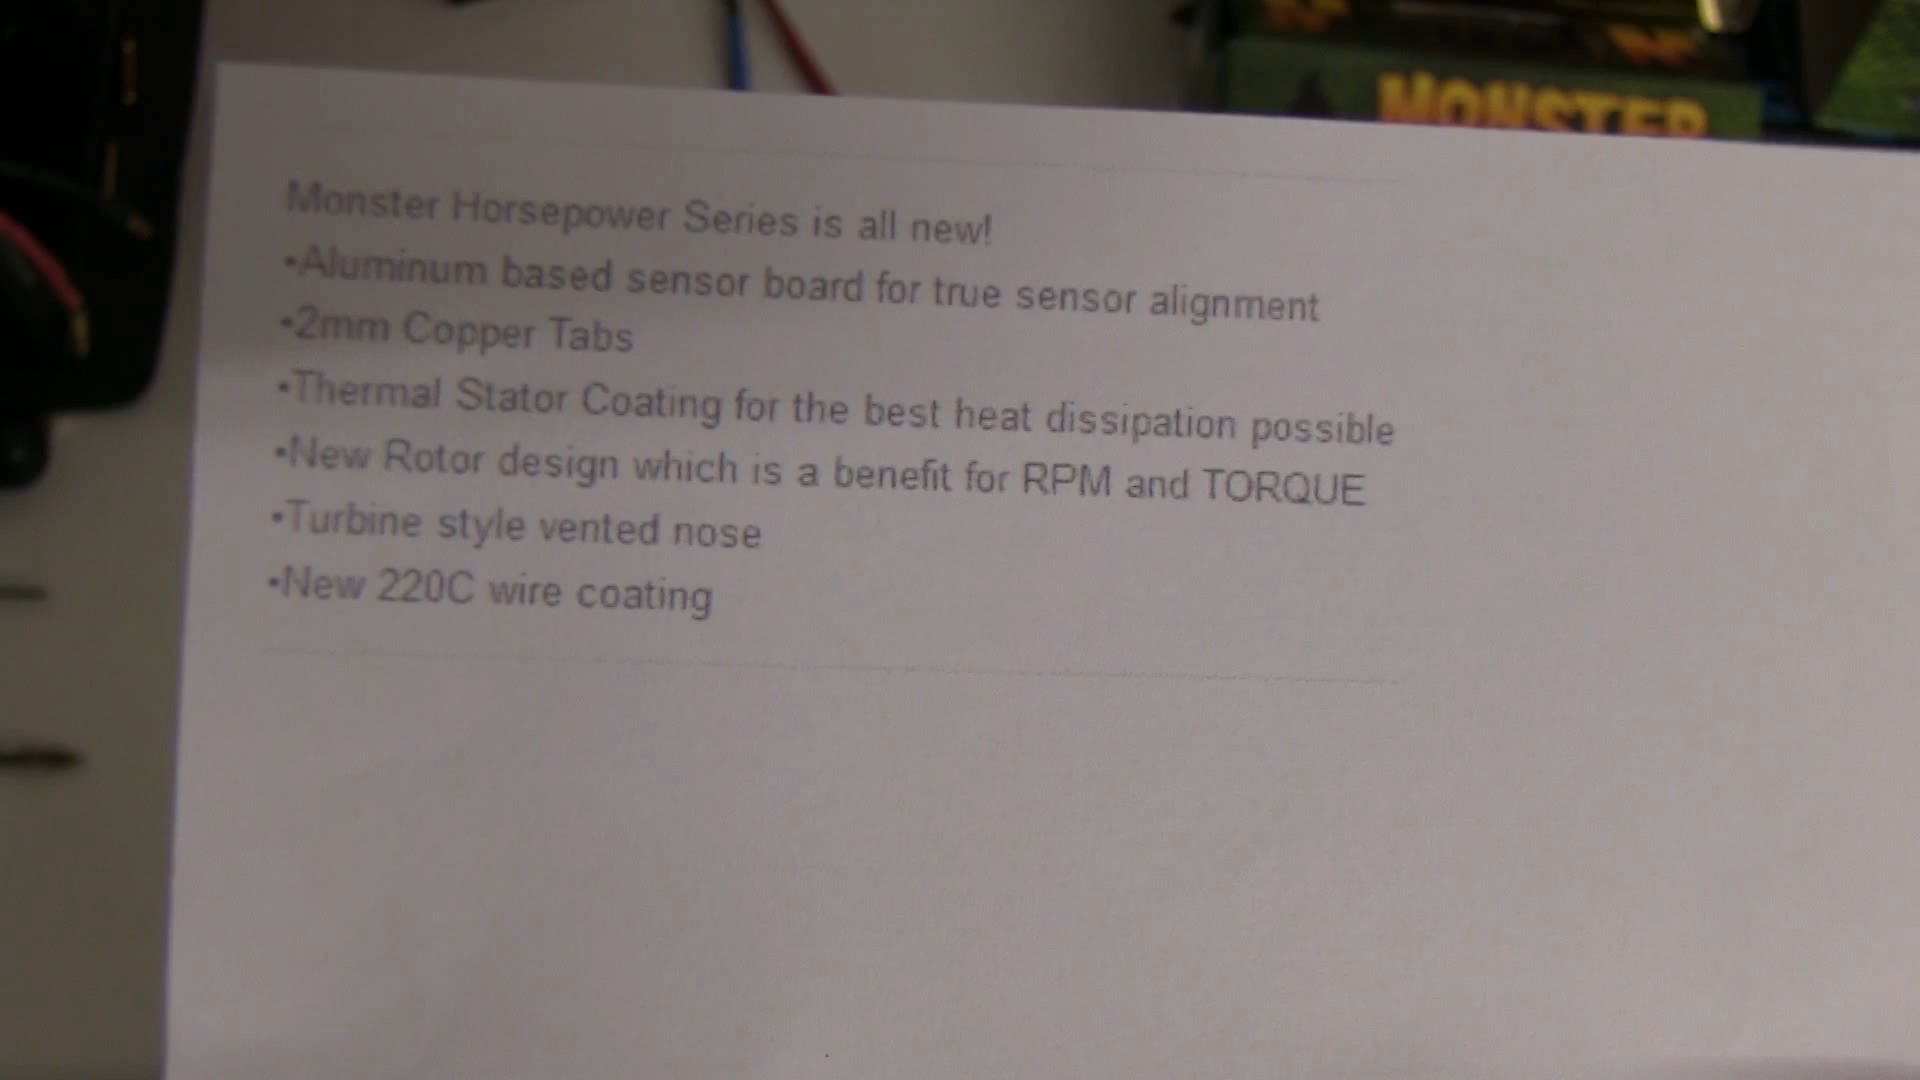 MONSTER
Monster Horsepower Series is all new!
•Aluminum based sensor board for true sensor alignment
•2mm Copper Tabs
•Thermal Stator Coating for the best heat dissipation possible
•New Rotor design which is a benefit for RPM and TORQUE
•Turbine style vented nose
•New 220C wire coating